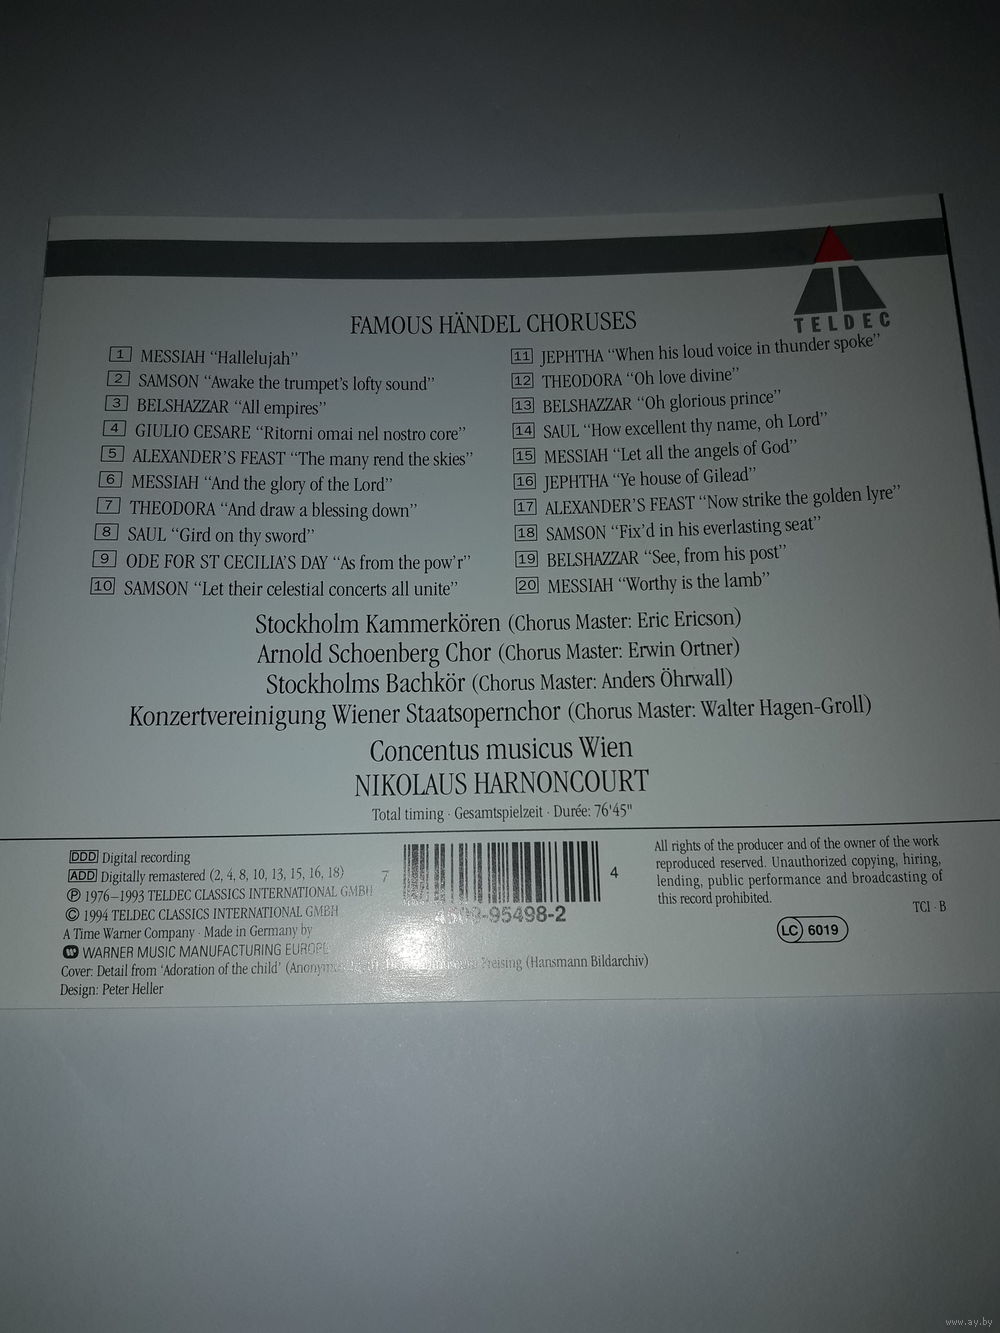 TELDEC
FAMOUS HÄNDEL CHORUSES
1 MESSIAH “Hallelujah”
2 SAMSON “Awake the trumpet’s lofty sound”
3 BELSHAZZAR “All empires”
4 GIULIO CESARE “Ritorni omai nel nostro core”
5 ALEXANDER’S FEAST “The many rend the skies”
6 MESSIAH “And the glory of the Lord”
7 THEODORA “And draw a blessing down”
8 SAUL “Gird on thy sword”
9 ODE FOR ST CECILIA’S DAY “As from the pow’r”
10 SAMSON “Let their celestial concerts all unite”
11 JEPHTHA “When his loud voice in thunder spoke”
12 THEODORA “Oh love divine”
13 BELSHAZZAR “Oh glorious prince”
14 SAUL “How excellent thy name, oh Lord”
15 MESSIAH “Let all the angels of God”
16 JEPHTHA “Ye house of Gilead”
17 ALEXANDER’S FEAST “Now strike the golden lyre”
18 SAMSON “Fix’d in his everlasting seat”
19 BELSHAZZAR “See, from his post”
20 MESSIAH “Worthy is the lamb”
Stockholm Kammerkören (Chorus Master: Eric Ericson)
Arnold Schoenberg Chor (Chorus Master: Erwin Ortner)
Stockholms Bachkör (Chorus Master: Anders Öhrwall)
Konzertvereinigung Wiener Staatsopernchor (Chorus Master: Walter Hagen-Groll)
Concentus musicus Wien
NIKOLAUS HARNONCOURT
Total timing · Gesamtspielzeit · Durée: 76'45"
DDD Digital recording
ADD Digitally remastered (2, 4, 8, 10, 13, 15, 16, 18)
℗ 1976–1993 TELDEC CLASSICS INTERNATIONAL GMBH
© 1994 TELDEC CLASSICS INTERNATIONAL GMBH
A Time Warner Company · Made in Germany by
WARNER MUSIC MANUFACTURING EUROPE
Cover: Detail from ‘Adoration of the child’ Freising (Hansmann Bildarchiv)
Design: Peter Heller
7 4
-95498-2
All rights of the producer and of the owner of the work
reproduced reserved. Unauthorized copying, hiring,
lending, public performance and broadcasting of
this record prohibited.
TCI · B
LC 6019
www.ay.by